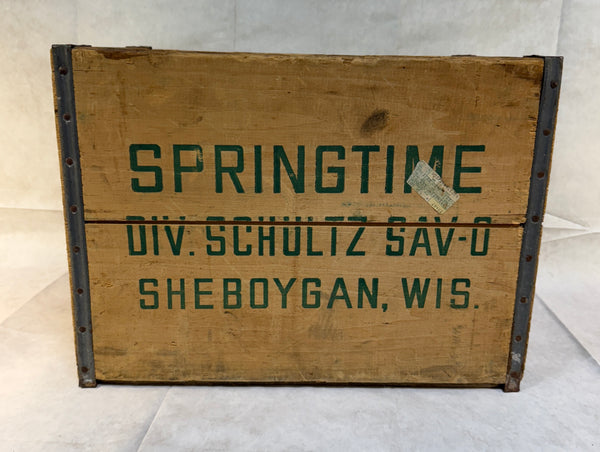 SPRINGTIME
DIV. SCHULTZ SAV-O
SHEBOYGAN, WIS.